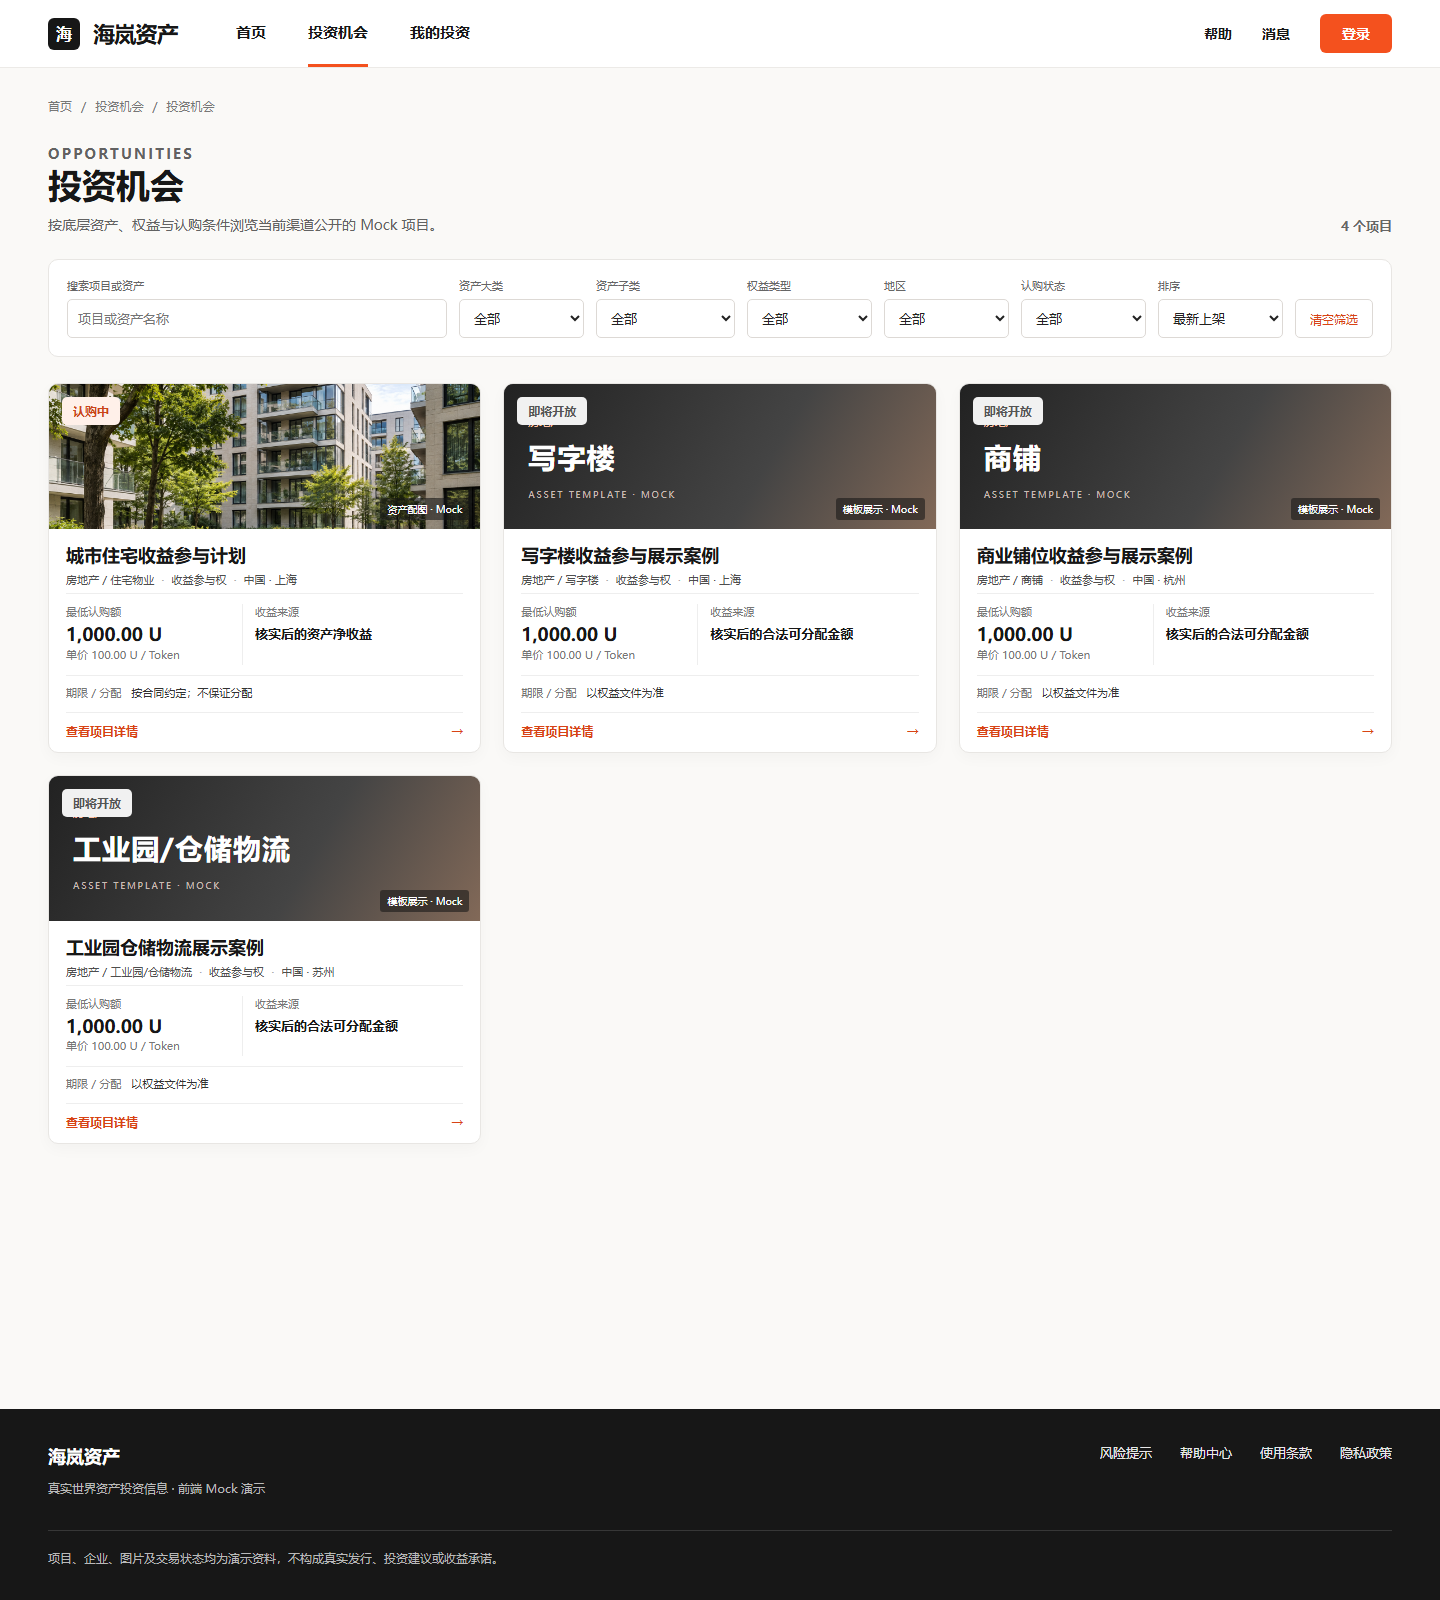 海 海岚资产 首页 投资机会 我的投资 帮助 消息 登录
首页 / 投资机会 / 投资机会
OPPORTUNITIES
投资机会
按底层资产、权益与认购条件浏览当前渠道公开的 Mock 项目。 4 个项目
搜索项目或资产 资产大类 资产子类 权益类型 地区 认购状态 排序
项目或资产名称 全部 全部 全部 全部 全部 最新上架 清空筛选
认购中
资产配图 · Mock
城市住宅收益参与计划
房地产 / 住宅物业 · 收益参与权 · 中国 · 上海
最低认购额 收益来源
1,000.00 U 核实后的资产净收益
单价 100.00 U / Token
期限 / 分配 按合同约定；不保证分配
查看项目详情 →
即将开放
写字楼
ASSET TEMPLATE · MOCK
模板展示 · Mock
写字楼收益参与展示案例
房地产 / 写字楼 · 收益参与权 · 中国 · 上海
最低认购额 收益来源
1,000.00 U 核实后的合法可分配金额
单价 100.00 U / Token
期限 / 分配 以权益文件为准
查看项目详情 →
即将开放
商铺
ASSET TEMPLATE · MOCK
模板展示 · Mock
商业铺位收益参与展示案例
房地产 / 商铺 · 收益参与权 · 中国 · 杭州
最低认购额 收益来源
1,000.00 U 核实后的合法可分配金额
单价 100.00 U / Token
期限 / 分配 以权益文件为准
查看项目详情 →
即将开放
工业园/仓储物流
ASSET TEMPLATE · MOCK
模板展示 · Mock
工业园仓储物流展示案例
房地产 / 工业园/仓储物流 · 收益参与权 · 中国 · 苏州
最低认购额 收益来源
1,000.00 U 核实后的合法可分配金额
单价 100.00 U / Token
期限 / 分配 以权益文件为准
查看项目详情 →
海岚资产 风险提示 帮助中心 使用条款 隐私政策
真实世界资产投资信息 · 前端 Mock 演示
项目、企业、图片及交易状态均为演示资料，不构成真实发行、投资建议或收益承诺。